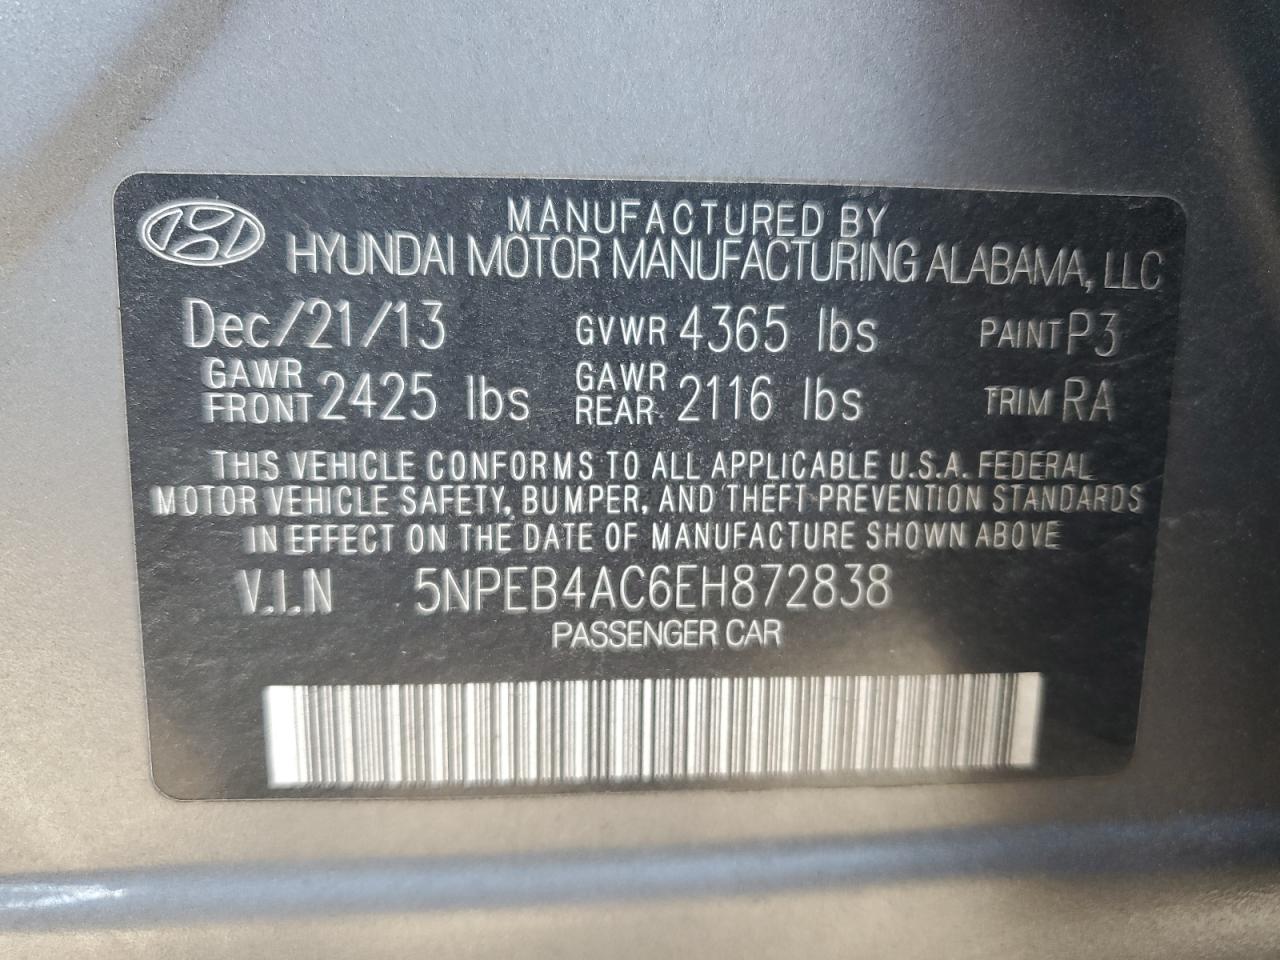 MANUFACTURED BY
HYUNDAI MOTOR MANUFACTURING ALABAMA, LLC
Dec/21/13 GVWR 4365 lbs PAINT P3
GAWR FRONT 2425 lbs GAWR REAR 2116 lbs TRIM RA
THIS VEHICLE CONFORMS TO ALL APPLICABLE U.S.A. FEDERAL
MOTOR VEHICLE SAFETY, BUMPER, AND THEFT PREVENTION STANDARDS
IN EFFECT ON THE DATE OF MANUFACTURE SHOWN ABOVE
V.I.N 5NPEB4AC6EH872838
PASSENGER CAR